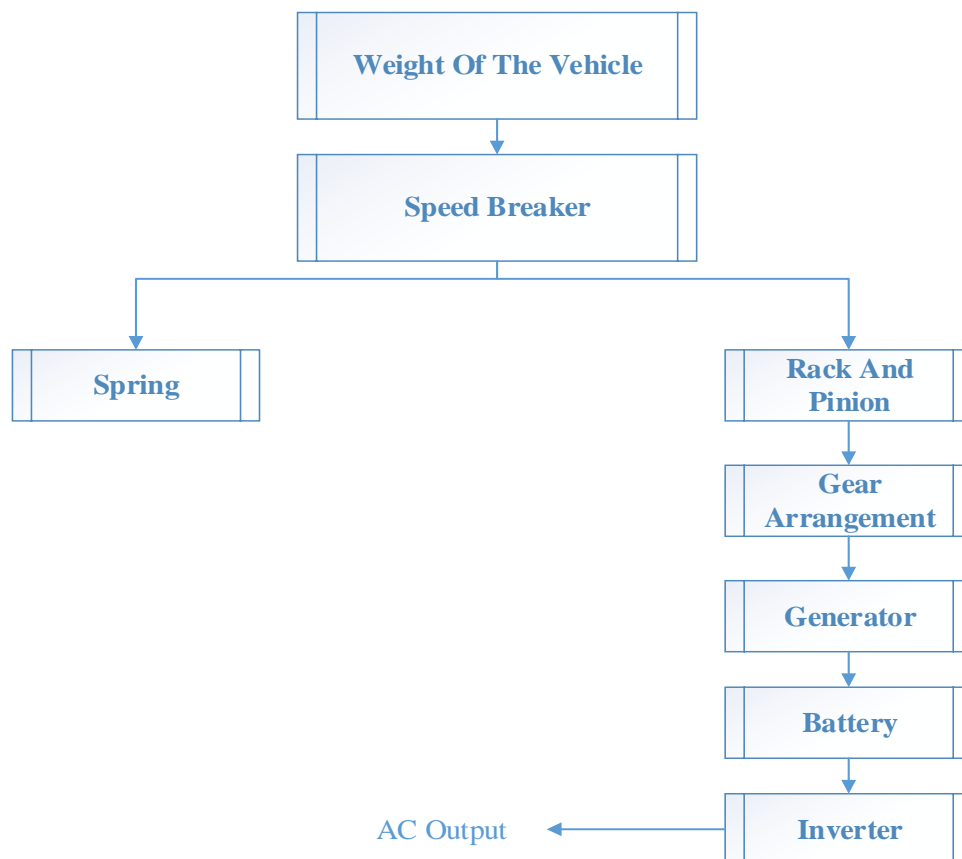 Weight Of The Vehicle
Speed Breaker
Spring
Rack And
Pinion
Gear
Arrangement
Generator
Battery
Inverter
AC Output